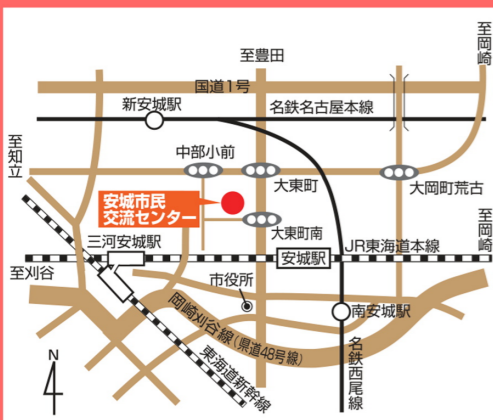 至豊田
至岡崎
国道1号
新安城駅
名鉄名古屋本線
至知立
中部小前
大東町
大岡町荒古
安城市民
交流センター
大東町南
至岡崎
三河安城駅
安城駅
JR東海道本線
至刈谷
市役所
岡崎刈谷線(県道48号線)
南安城駅
東海道新幹線
名鉄西尾線
N